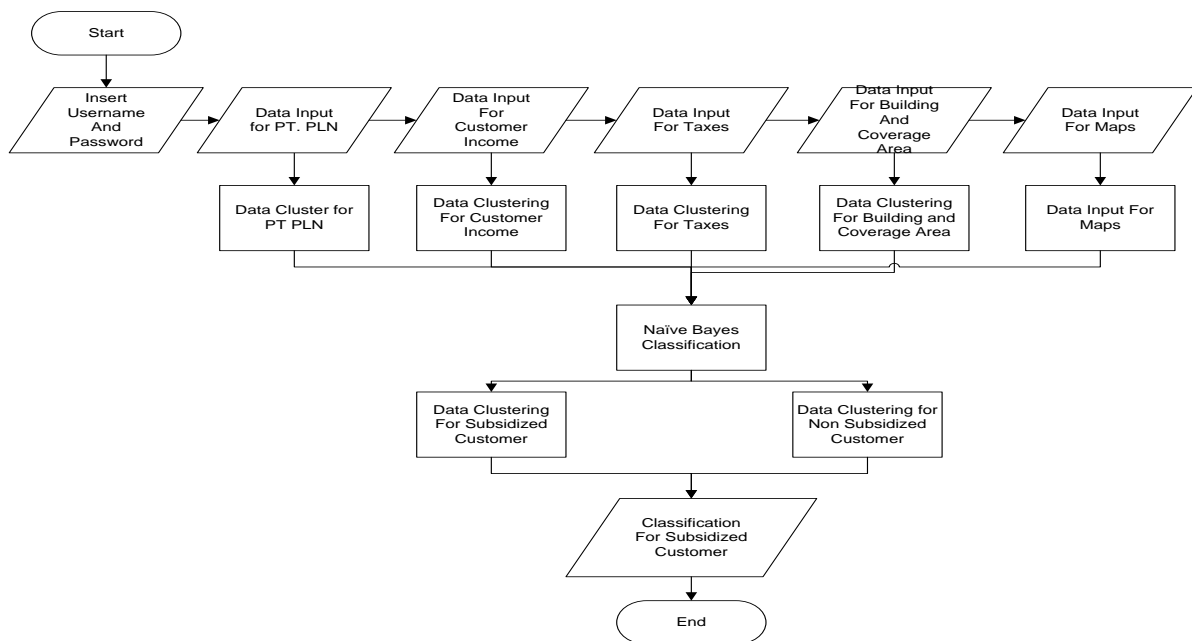 Start
Insert
Username
And
Password
Data Input
for PT. PLN
Data Input
For
Customer
Income
Data Input
For Taxes
Data Input
For Building
And
Coverage
Area
Data Input
For Maps
Data Cluster for
PT PLN
Data Clustering
For Customer
Income
Data Clustering
For Taxes
Data Clustering
For Building and
Coverage Area
Data Input For
Maps
Naïve Bayes
Classification
Data Clustering
For Subsidized
Customer
Data Clustering for
Non Subsidized
Customer
Classification
For Subsidized
Customer
End